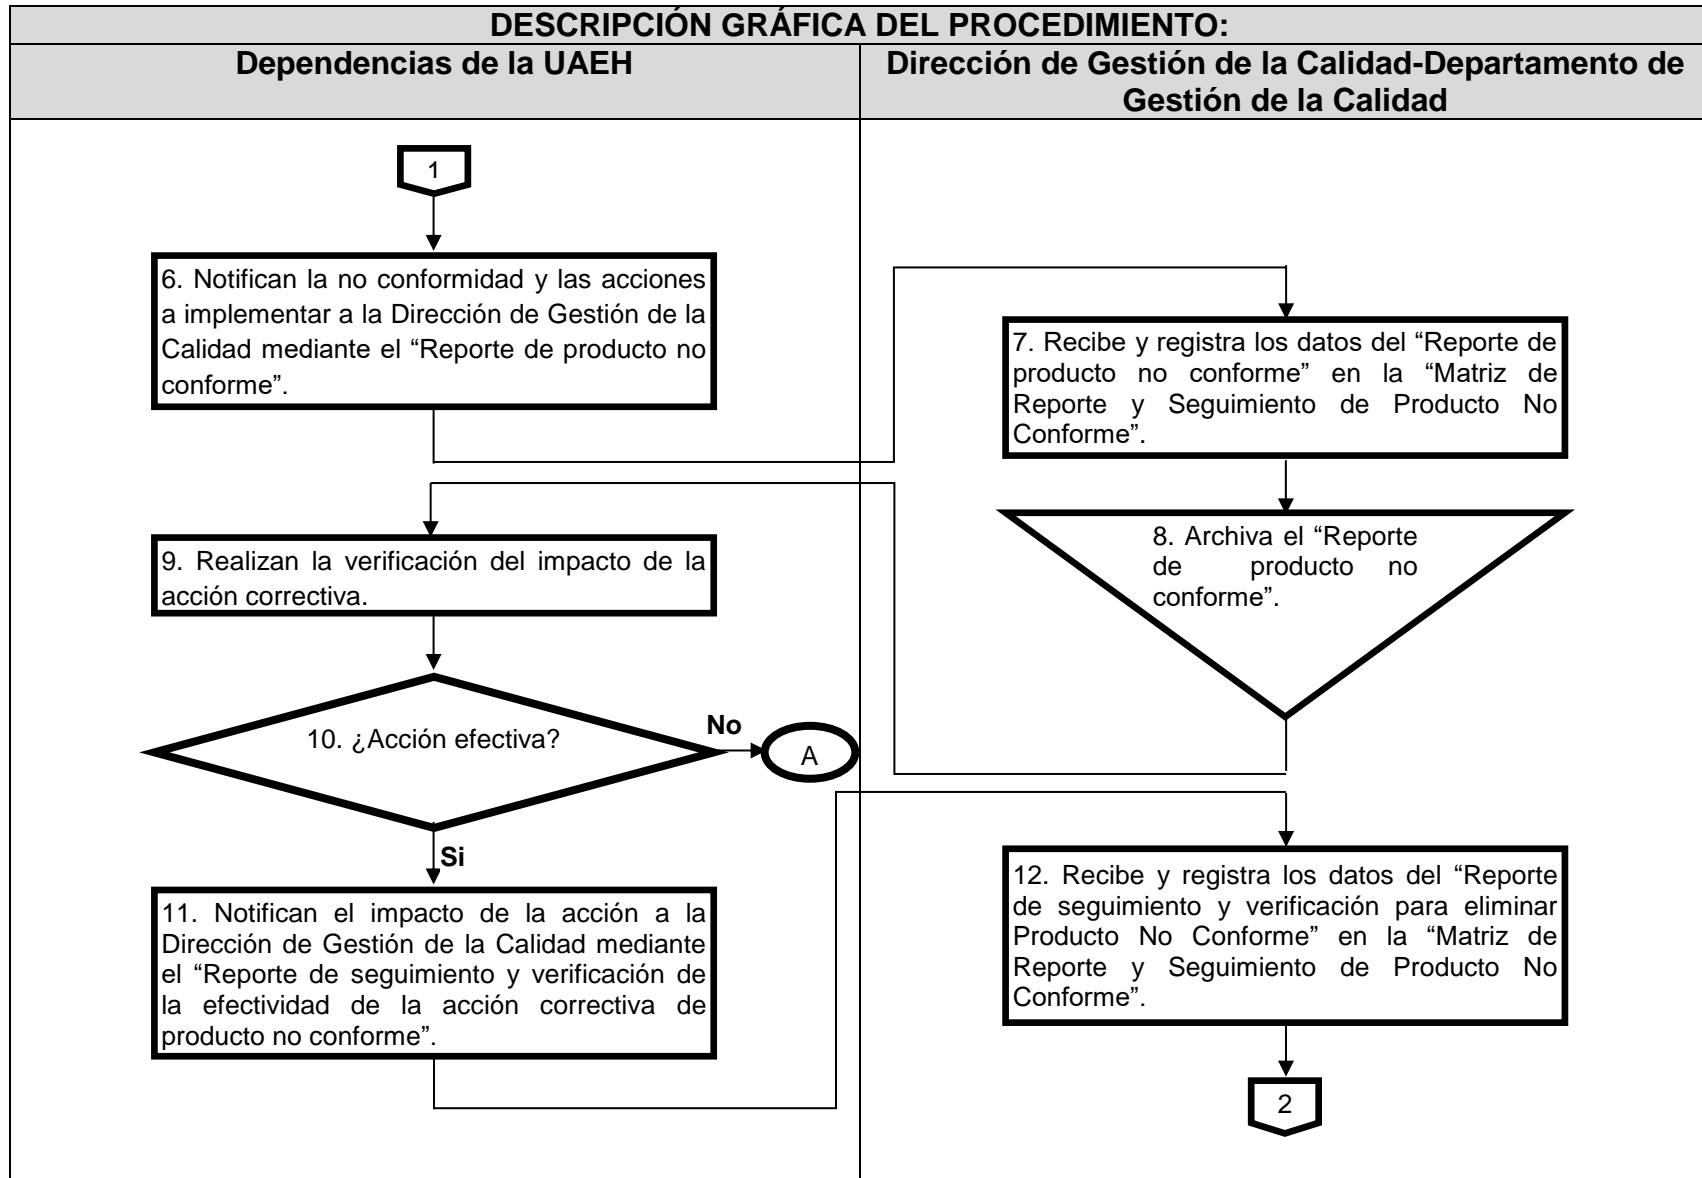 DESCRIPCIÓN GRÁFICA DEL PROCEDIMIENTO:
Dependencias de la UAEH
Dirección de Gestión de la Calidad-Departamento de
Gestión de la Calidad
1
6. Notifican la no conformidad y las acciones
a implementar a la Dirección de Gestión de la
Calidad mediante el “Reporte de producto no
conforme”.
7. Recibe y registra los datos del “Reporte de
producto no conforme” en la “Matriz de
Reporte y Seguimiento de Producto No
Conforme”.
8. Archiva el “Reporte
de producto no
conforme”.
9. Realizan la verificación del impacto de la
acción correctiva.
10. ¿Acción efectiva?
No
A
Si
11. Notifican el impacto de la acción a la
Dirección de Gestión de la Calidad mediante
el “Reporte de seguimiento y verificación de
la efectividad de la acción correctiva de
producto no conforme”.
12. Recibe y registra los datos del “Reporte
de seguimiento y verificación para eliminar
Producto No Conforme” en la “Matriz de
Reporte y Seguimiento de Producto No
Conforme”.
2